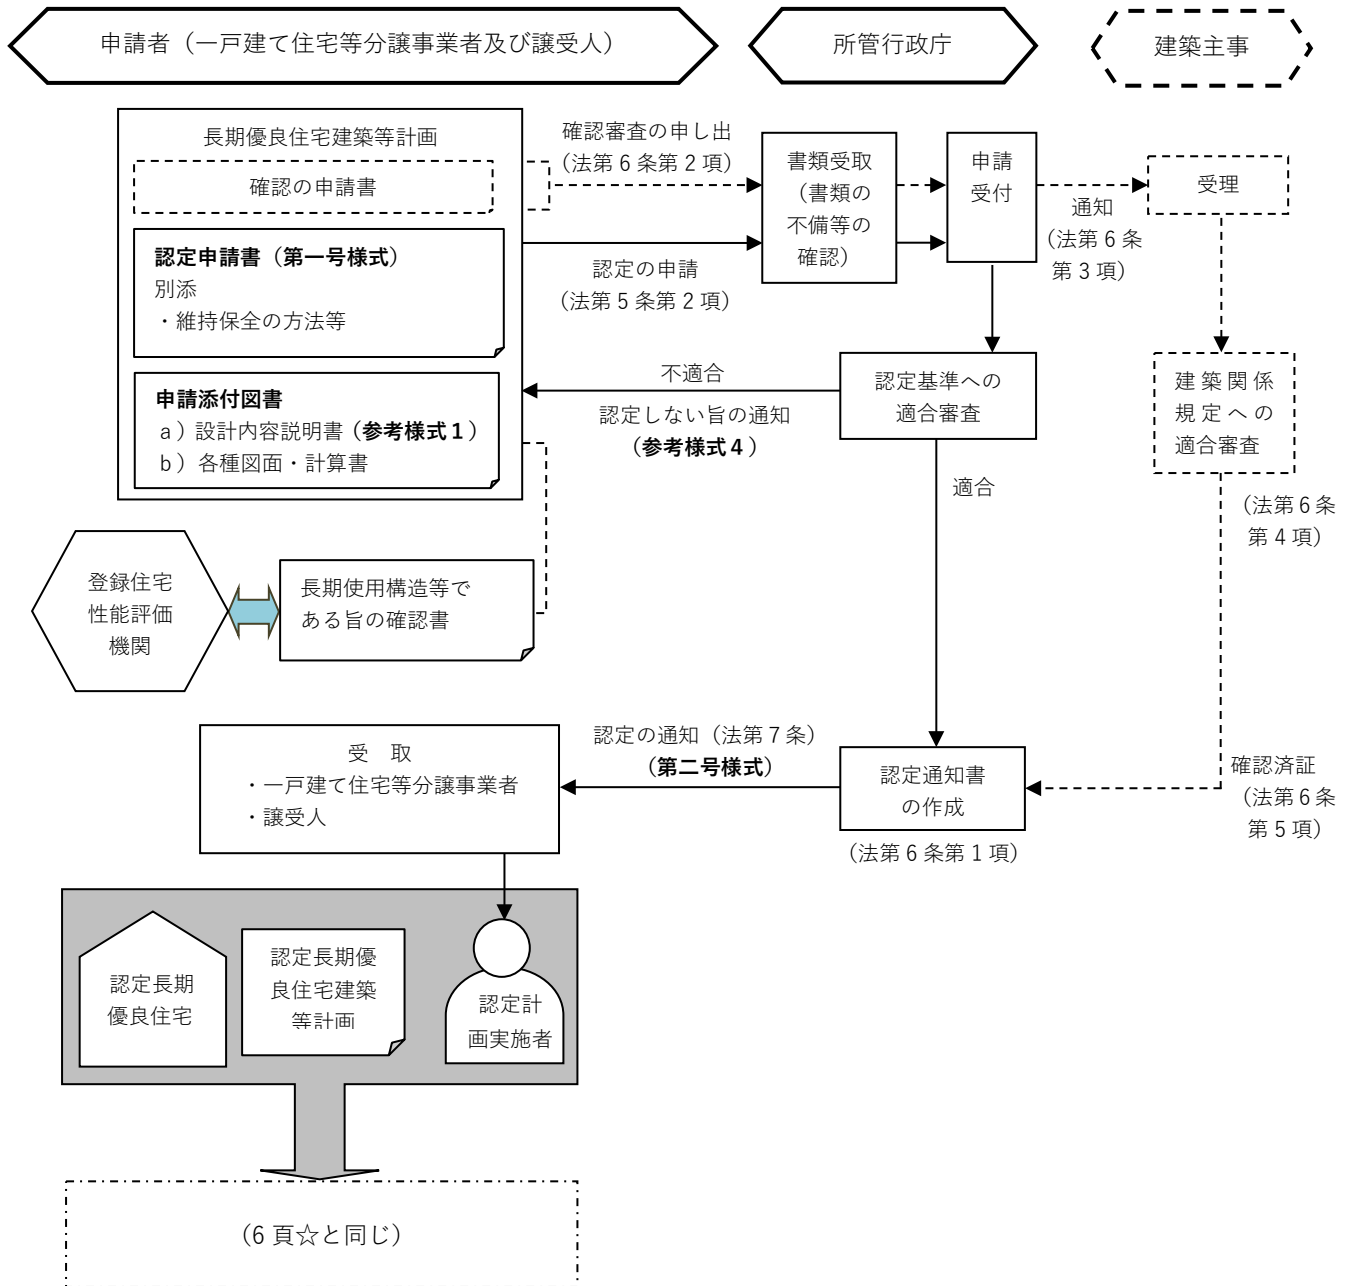 申請者（一戸建て住宅等分譲事業者及び譲受人）
所管行政庁
建築主事
長期優良住宅建築等計画
確認の申請書
認定申請書（第一号様式）
別添
・維持保全の方法等
申請添付図書
a）設計内容説明書（参考様式１）
b）各種図面・計算書
確認審査の申し出
（法第６条第２項）
認定の申請
（法第５条第２項）
書類受取
（書類の
不備等の
確認）
申請
受付
通知
（法第６条
第３項）
受理
不適合
認定しない旨の通知
（参考様式４）
認定基準への
適合審査
建築関係
規定への
適合審査
適合
（法第６条
第４項）
登録住宅
性能評価
機関
長期使用構造等で
ある旨の確認書
受　取
・一戸建て住宅等分譲事業者
・譲受人
認定の通知（法第７条）
（第二号様式）
認定通知書
の作成
（法第６条第１項）
確認済証
（法第６条
第５項）
認定長期
優良住宅
認定長期優
良住宅建築
等計画
認定計
画実施者
（6 頁☆と同じ）